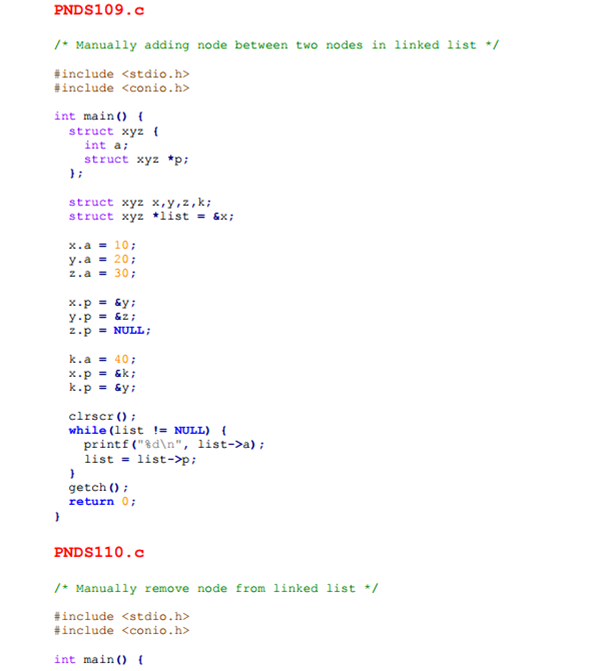 PNDS109.c
/* Manually adding node between two nodes in linked list */
#include <stdio.h>
#include <conio.h>
int main() {
struct xyz {
int a;
struct xyz *p;
};
struct xyz x,y,z,k;
struct xyz *list = &x;
x.a = 10;
y.a = 20;
z.a = 30;
x.p = &y;
y.p = &z;
z.p = NULL;
k.a = 40;
x.p = &k;
k.p = &y;
clrscr();
while(list != NULL) {
printf("%d\n", list->a);
list = list->p;
}
getch();
return 0;
}
PNDS110.c
/* Manually remove node from linked list */
#include <stdio.h>
#include <conio.h>
int main() {